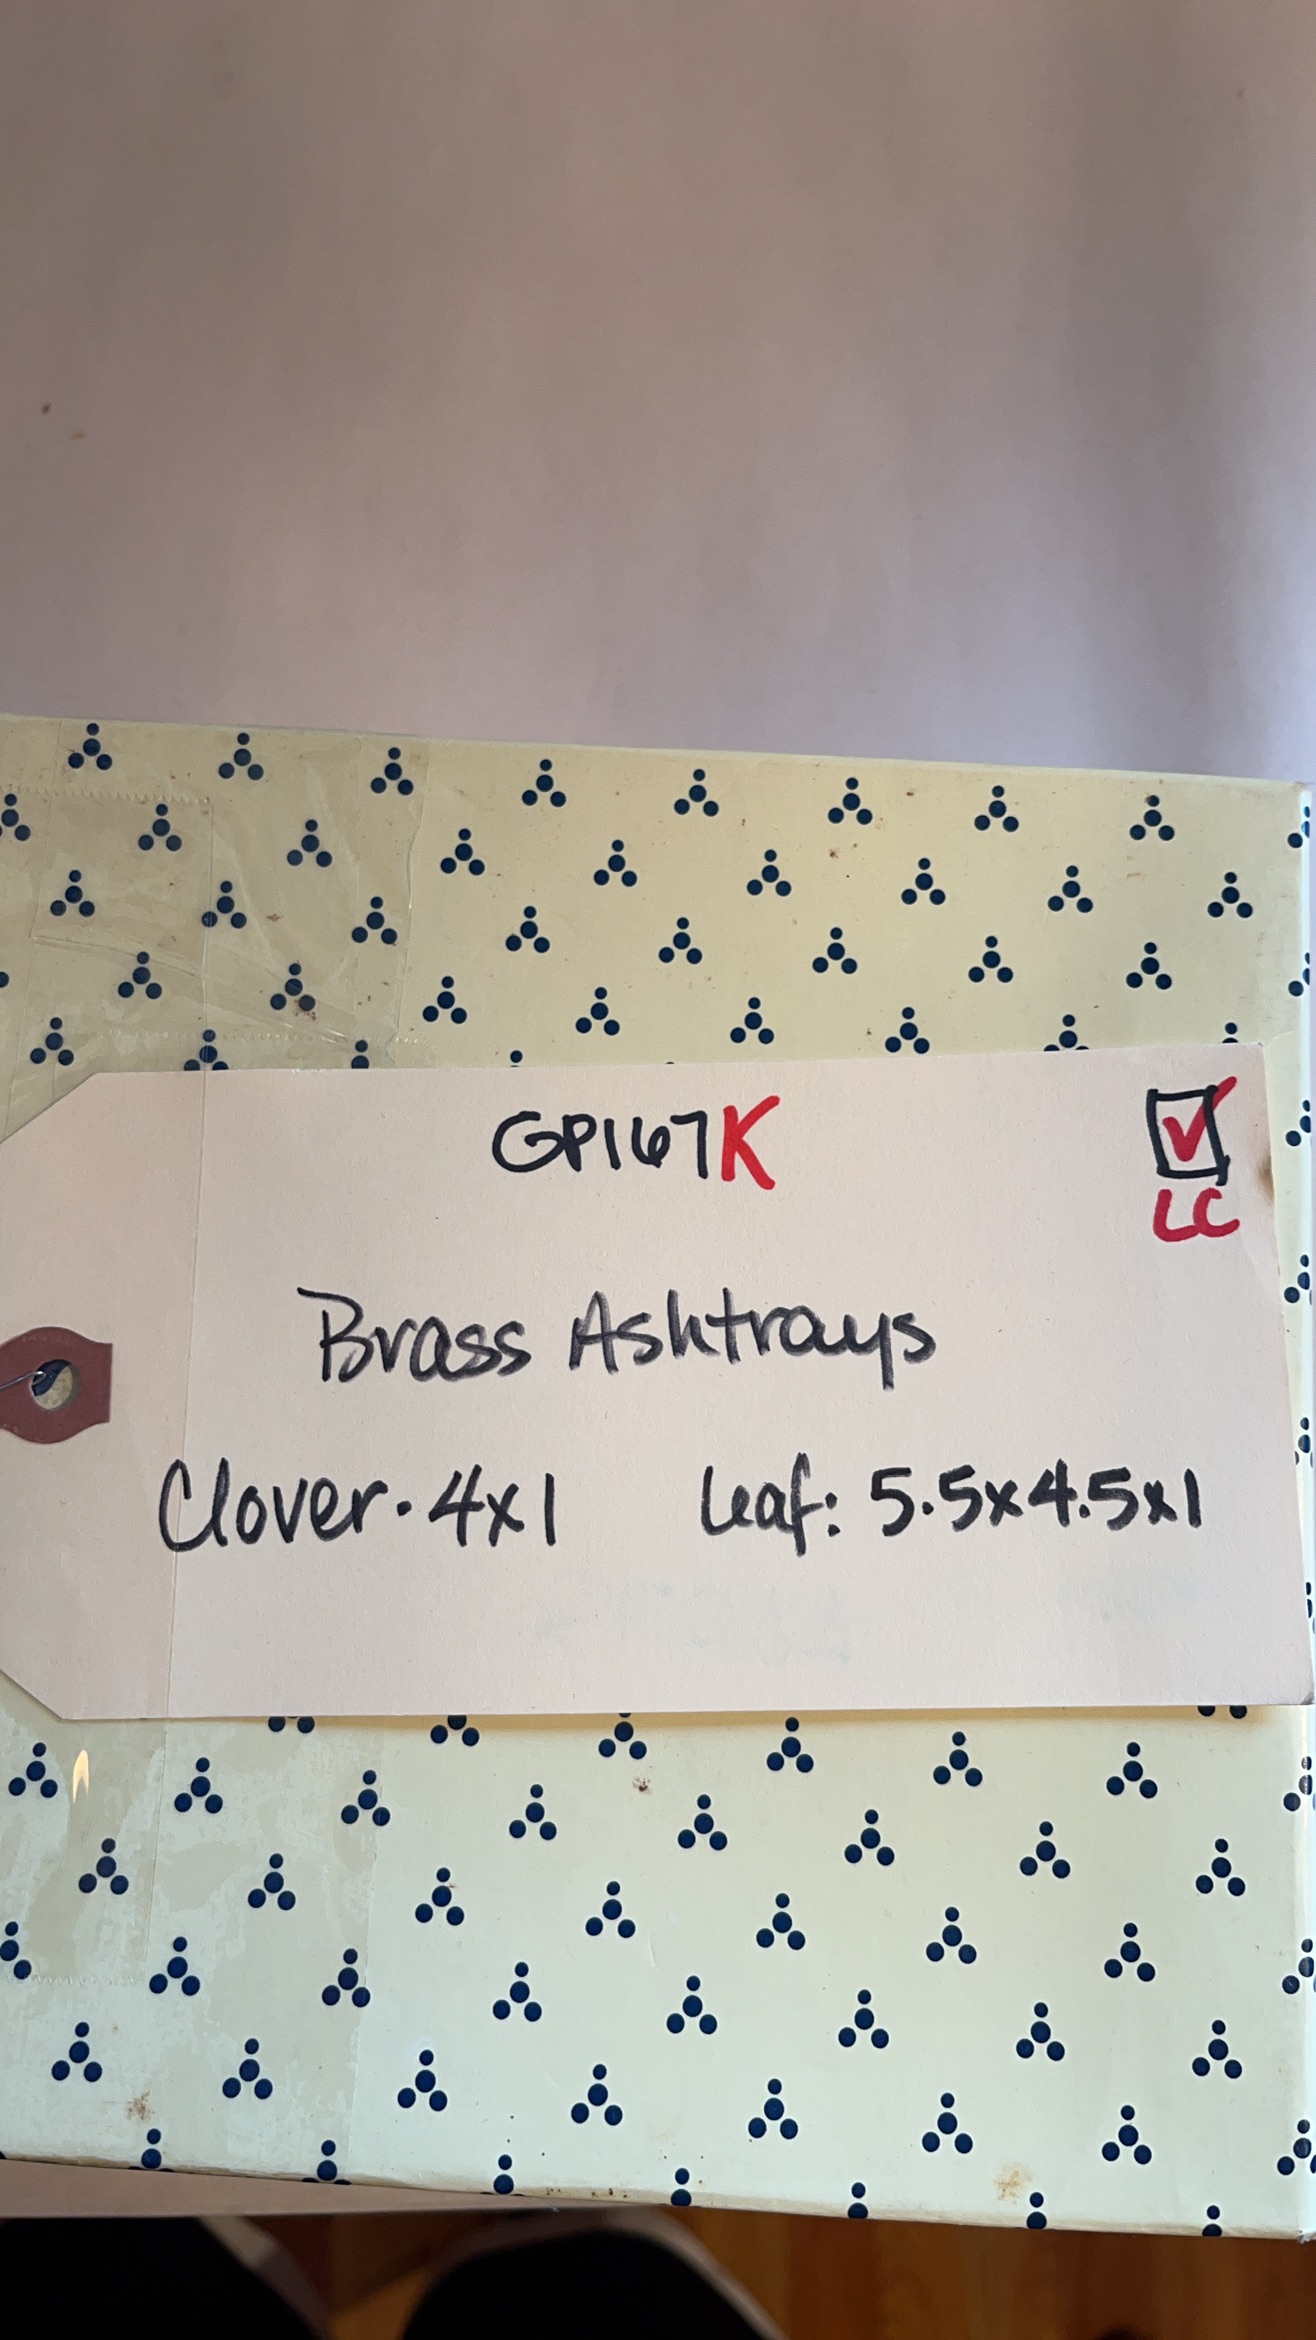 GP167K
LC
Brass Ashtrays
Clover. 4x1 Leaf: 5.5x4.5x1